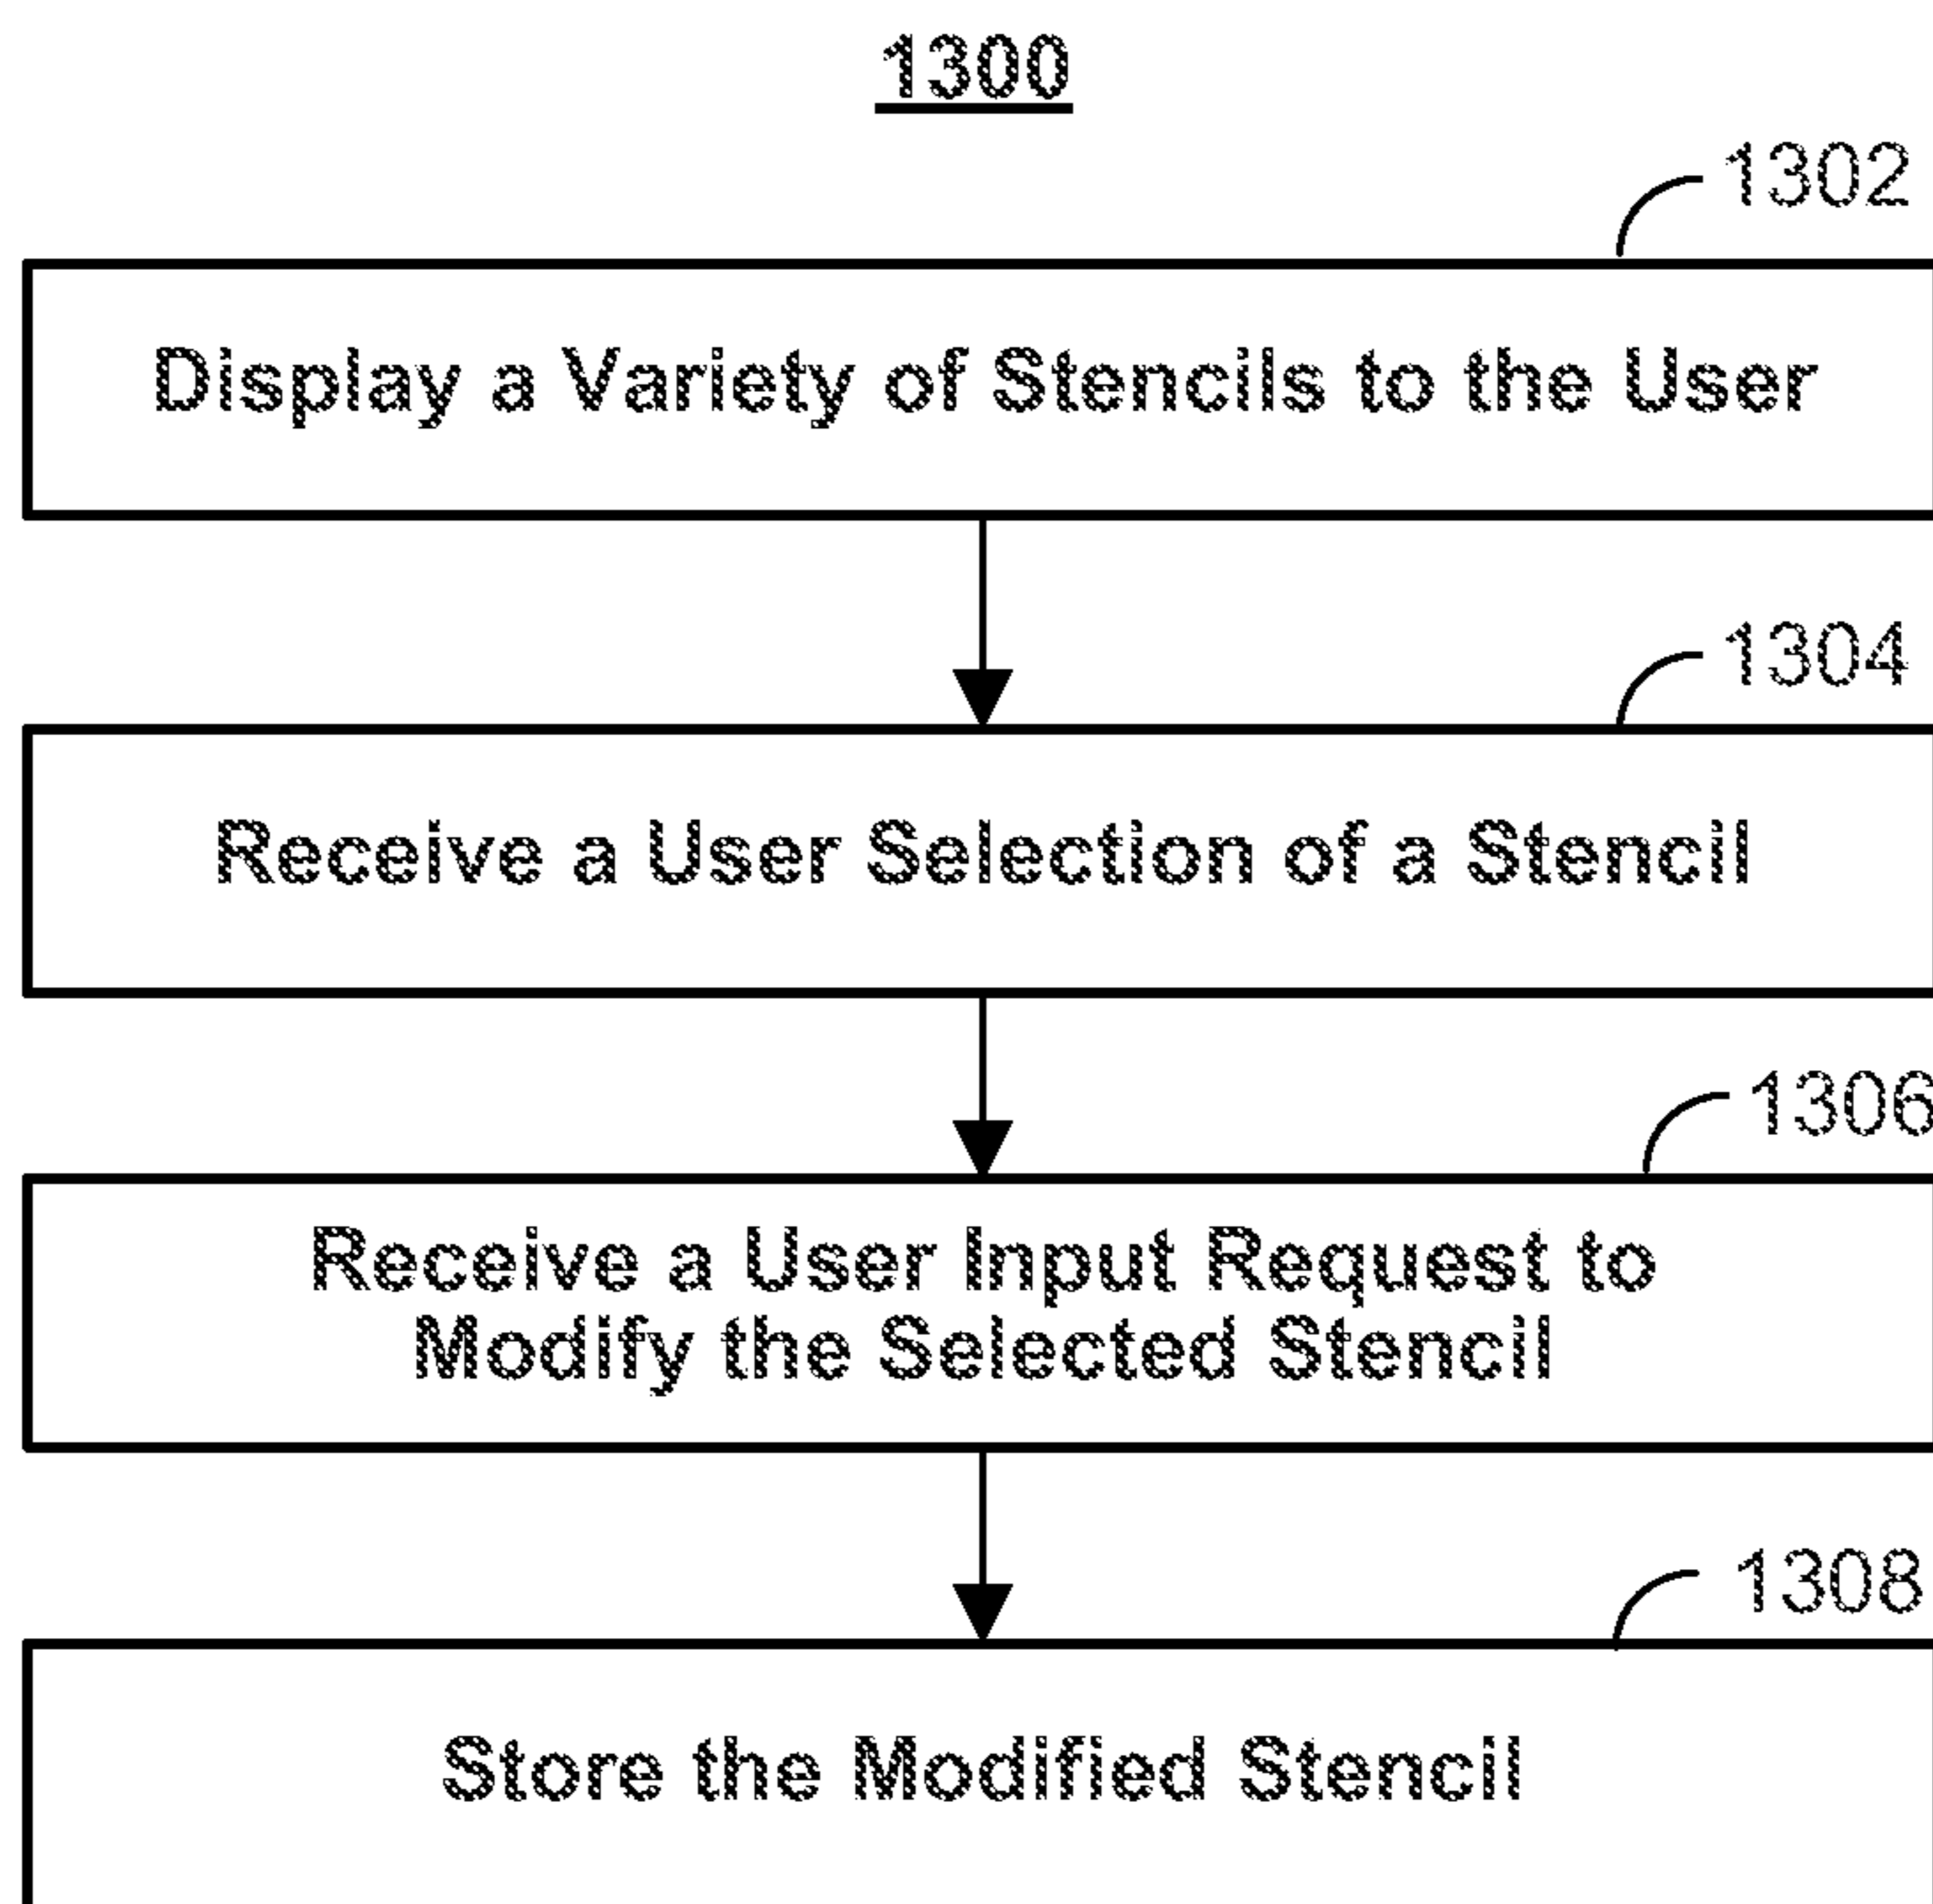 1300
1302
Display a Variety of Stencils to the User
1304
Receive a User Selection of a Stencil
1306
Receive a User Input Request to
Modify the Selected Stencil
1308
Store the Modified Stencil